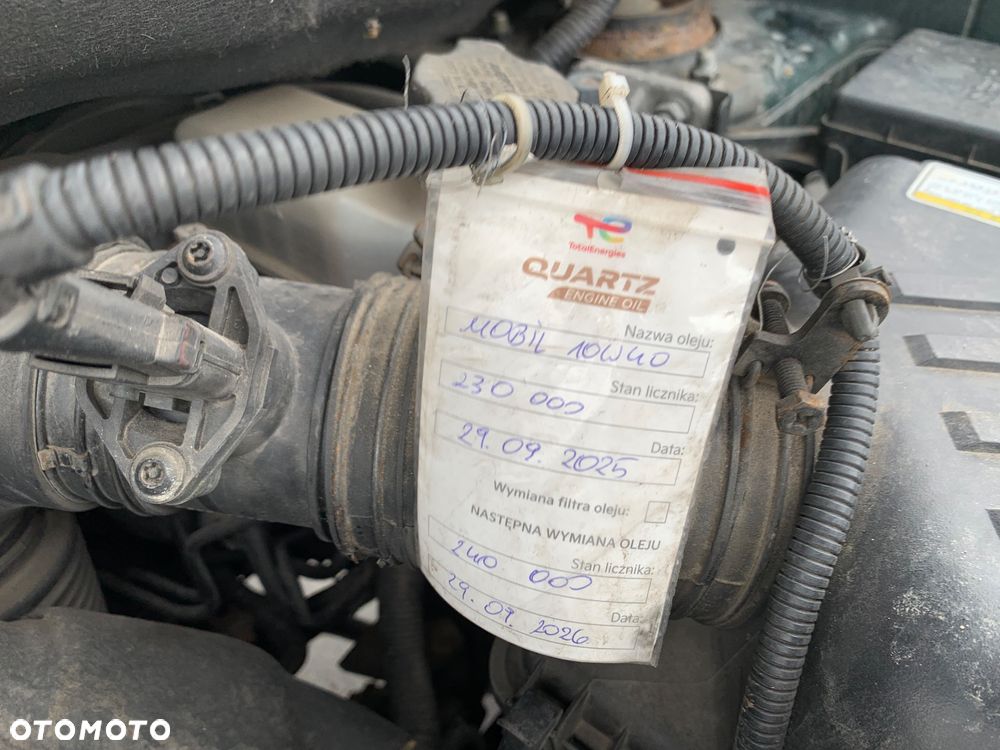 TotalEnergies
QUARTZ
ENGINE OIL
Nazwa oleju:
MOBIL 10W40
Stan licznika:
230 000
Data:
29.09.2025
Wymiana filtra oleju:
NASTĘPNA WYMIANA OLEJU
Stan licznika:
240 000
Data:
29.09.2026
OTOMOTO